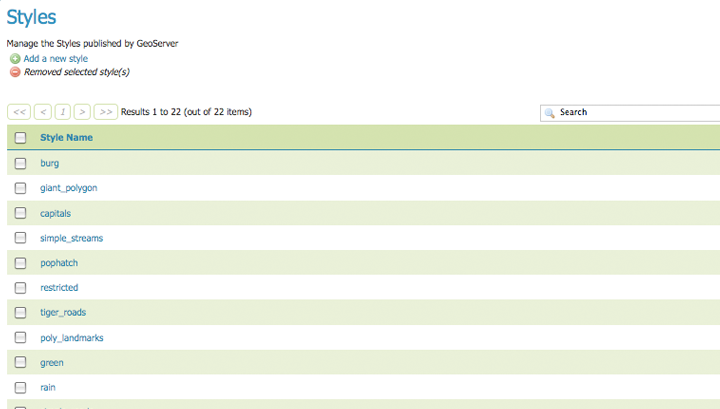 Styles
Manage the Styles published by GeoServer
Add a new style
Removed selected style(s)
<< < 1 > >> Results 1 to 22 (out of 22 items) Search
Style Name
burg
giant_polygon
capitals
simple_streams
pophatch
restricted
tiger_roads
poly_landmarks
green
rain